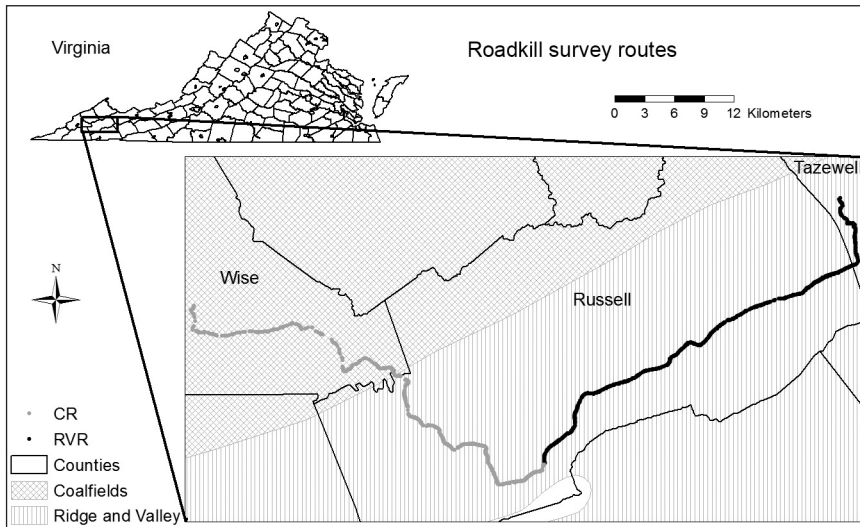 Virginia
Roadkill survey routes
0 3 6 9 12 Kilometers
Tazewell
N
Wise
Russell
CR
RVR
Counties
Coalfields
Ridge and Valley